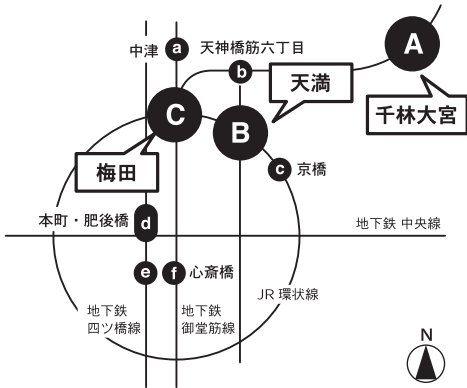 天神橋筋六丁目
中津
a
A
b
天満
千林大宮
C
B
梅田
c
京橋
本町・肥後橋
d
地下鉄 中央線
e
f
心斎橋
JR環状線
地下鉄
四ツ橋線
地下鉄
御堂筋線
N